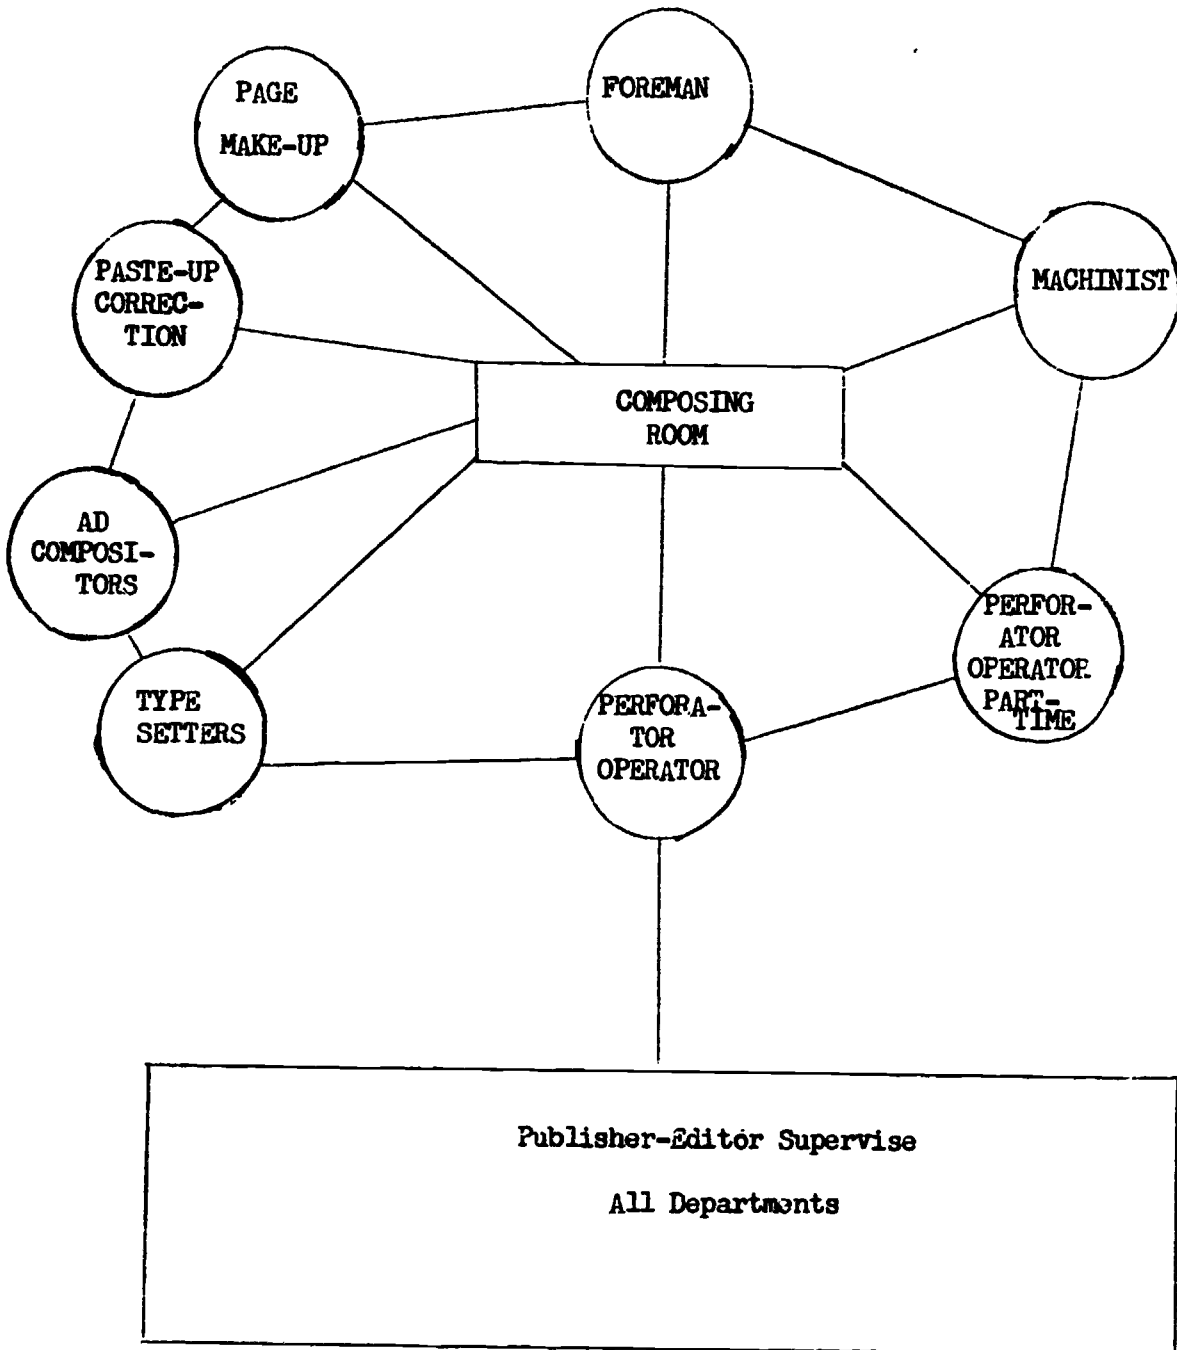 PAGE
MAKE-UP
FOREMAN
MACHINIST
PASTE-UP
CORREC-
TION
COMPOSING
ROOM
AD
COMPOSI-
TORS
TYPE
SETTERS
PERFORA-
TOR
OPERATOR
PERFOR-
ATOR
OPERATOR
PART-
TIME
Publisher-Editor Supervise
All Departments